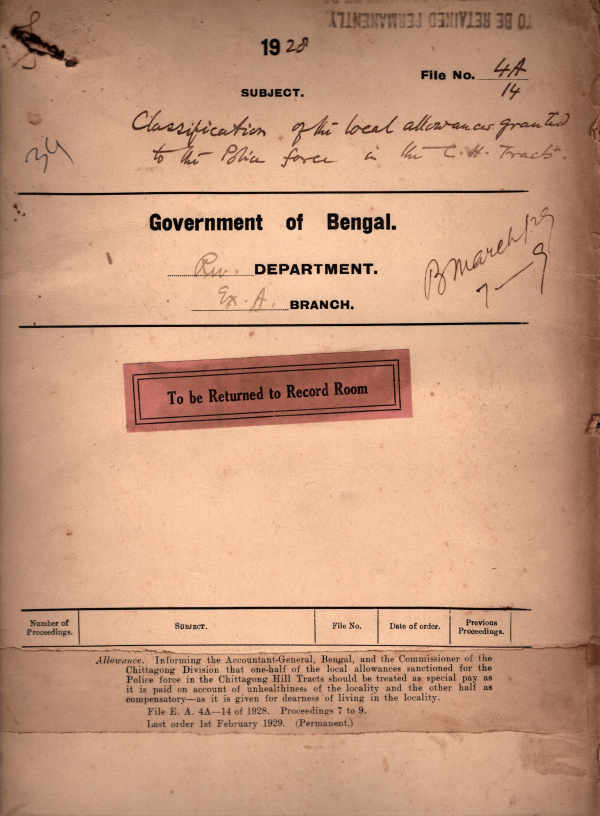 TO BE RETAINED PERMANENTLY
1928
File No. 4A
14
SUBJECT.
Classification of the local allowances granted
to the Police force in the C. H. Tracts.
39
Government of Bengal.
Rev. DEPARTMENT.
Ex. A. BRANCH.
B March/29
7—9
To be Returned to Record Room
Number of Proceedings. SUBJECT. File No. Date of order. Previous Proceedings.
Allowance. Informing the Accountant-General, Bengal, and the Commissioner of the
Chittagong Division that one-half of the local allowances sanctioned for the
Police force in the Chittagong Hill Tracts should be treated as special pay as
it is paid on account of unhealthiness of the locality and the other half as
compensatory—as it is given for dearness of living in the locality.
File E. A. 4A—14 of 1928. Proceedings 7 to 9.
Last order 1st February 1929. (Permanent.)